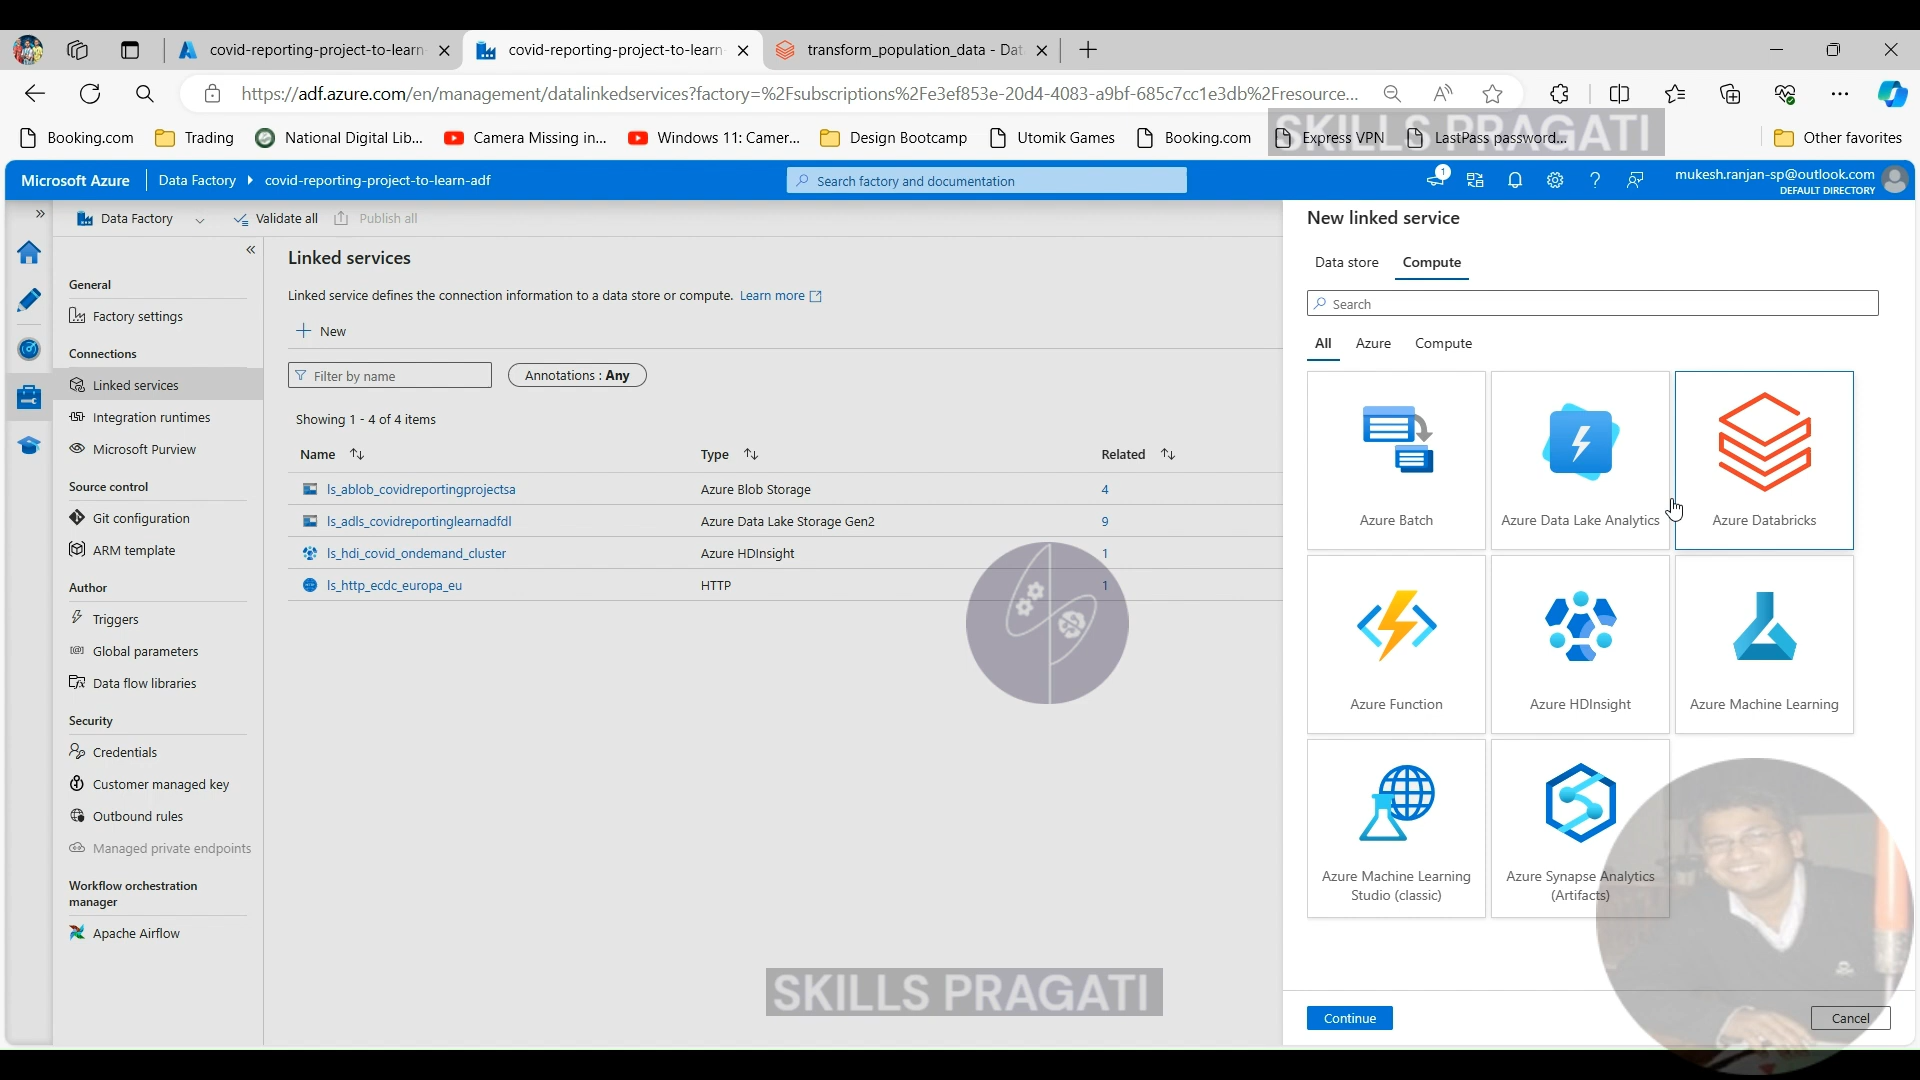 covid-reporting-project-to-learn-
covid-reporting-project-to-learn-
transform_population_data - Dat
https://adf.azure.com/en/management/datalinkedservices?factory=%2Fsubscriptions%2Fe3ef853e-20d4-4083-a9bf-685c7cc1e3db%2Fresource...
Booking.com
Trading
National Digital Lib...
Camera Missing in...
Windows 11: Camer...
Design Bootcamp
Utomik Games
Booking.com
Express VPN
LastPass password...
Other favorites
SKILLS PRAGATI
Microsoft Azure
Data Factory
covid-reporting-project-to-learn-adf
Search factory and documentation
1
mukesh.ranjan-sp@outlook.com
DEFAULT DIRECTORY
Data Factory
Validate all
Publish all
General
Factory settings
Connections
Linked services
Integration runtimes
Microsoft Purview
Source control
Git configuration
ARM template
Author
Triggers
Global parameters
Data flow libraries
Security
Credentials
Customer managed key
Outbound rules
Managed private endpoints
Workflow orchestration
manager
Apache Airflow
Linked services
Linked service defines the connection information to a data store or compute. Learn more
New
Filter by name
Annotations : Any
Showing 1 - 4 of 4 items
Name Type Related
ls_ablob_covidreportingprojectsa Azure Blob Storage 4
ls_adls_covidreportinglearnadfdl Azure Data Lake Storage Gen2 9
ls_hdi_covid_ondemand_cluster Azure HDInsight 1
ls_http_ecdc_europa_eu HTTP 1
SKILLS PRAGATI
New linked service
Data store Compute
Search
All Azure Compute
Azure Batch
Azure Data Lake Analytics
Azure Databricks
Azure Function
Azure HDInsight
Azure Machine Learning
Azure Machine Learning
Studio (classic)
Azure Synapse Analytics
(Artifacts)
Continue
Cancel